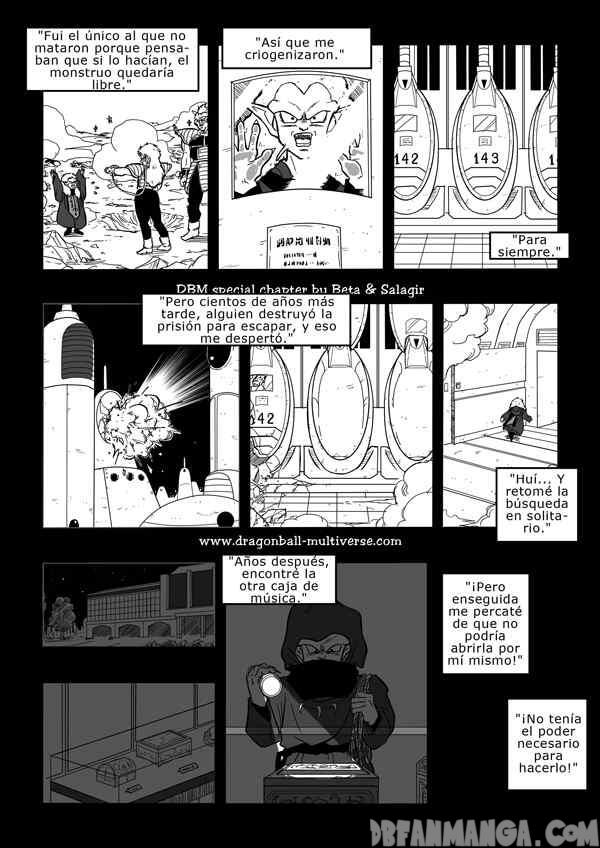 "Fui el único al que no
mataron porque pensa-
ban que si lo hacían, el
monstruo quedaría
libre."
"Así que me
criogenizaron."
142
143
"Para
siempre."
DBM special chapter by Beta & Salagir
"Pero cientos de años más
tarde, alguien destruyó la
prisión para escapar, y eso
me despertó."
42
"Huí... Y
retomé la
búsqueda
en solita-
rio."
www.dragonball-multiverse.com
"Años después,
encontré la
otra caja de
música."
"¡Pero
enseguida
me percaté
de que no
podría
abrirla por
mí mismo!"
"¡No tenía
el poder
necesario
para
hacerlo!"
DBFANMANGA.COM